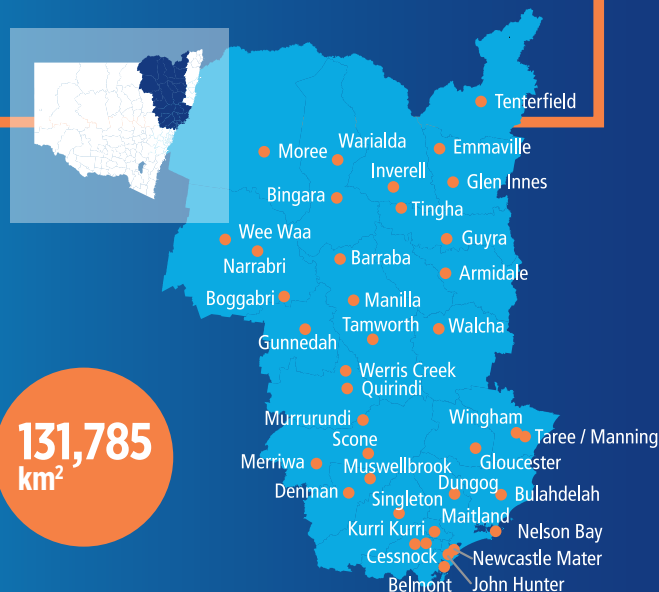 Tenterfield
Warialda
Moree
Emmaville
Inverell
Glen Innes
Bingara
Tingha
Wee Waa
Guyra
Narrabri
Barraba
Armidale
Boggabri
Manilla
Tamworth
Walcha
Gunnedah
Werris Creek
Quirindi
131,785
km²
Murrurundi
Wingham
Taree / Manning
Scone
Merriwa
Muswellbrook
Gloucester
Denman
Dungog
Bulahdelah
Singleton
Maitland
Kurri Kurri
Nelson Bay
Cessnock
Newcastle Mater
Belmont
John Hunter